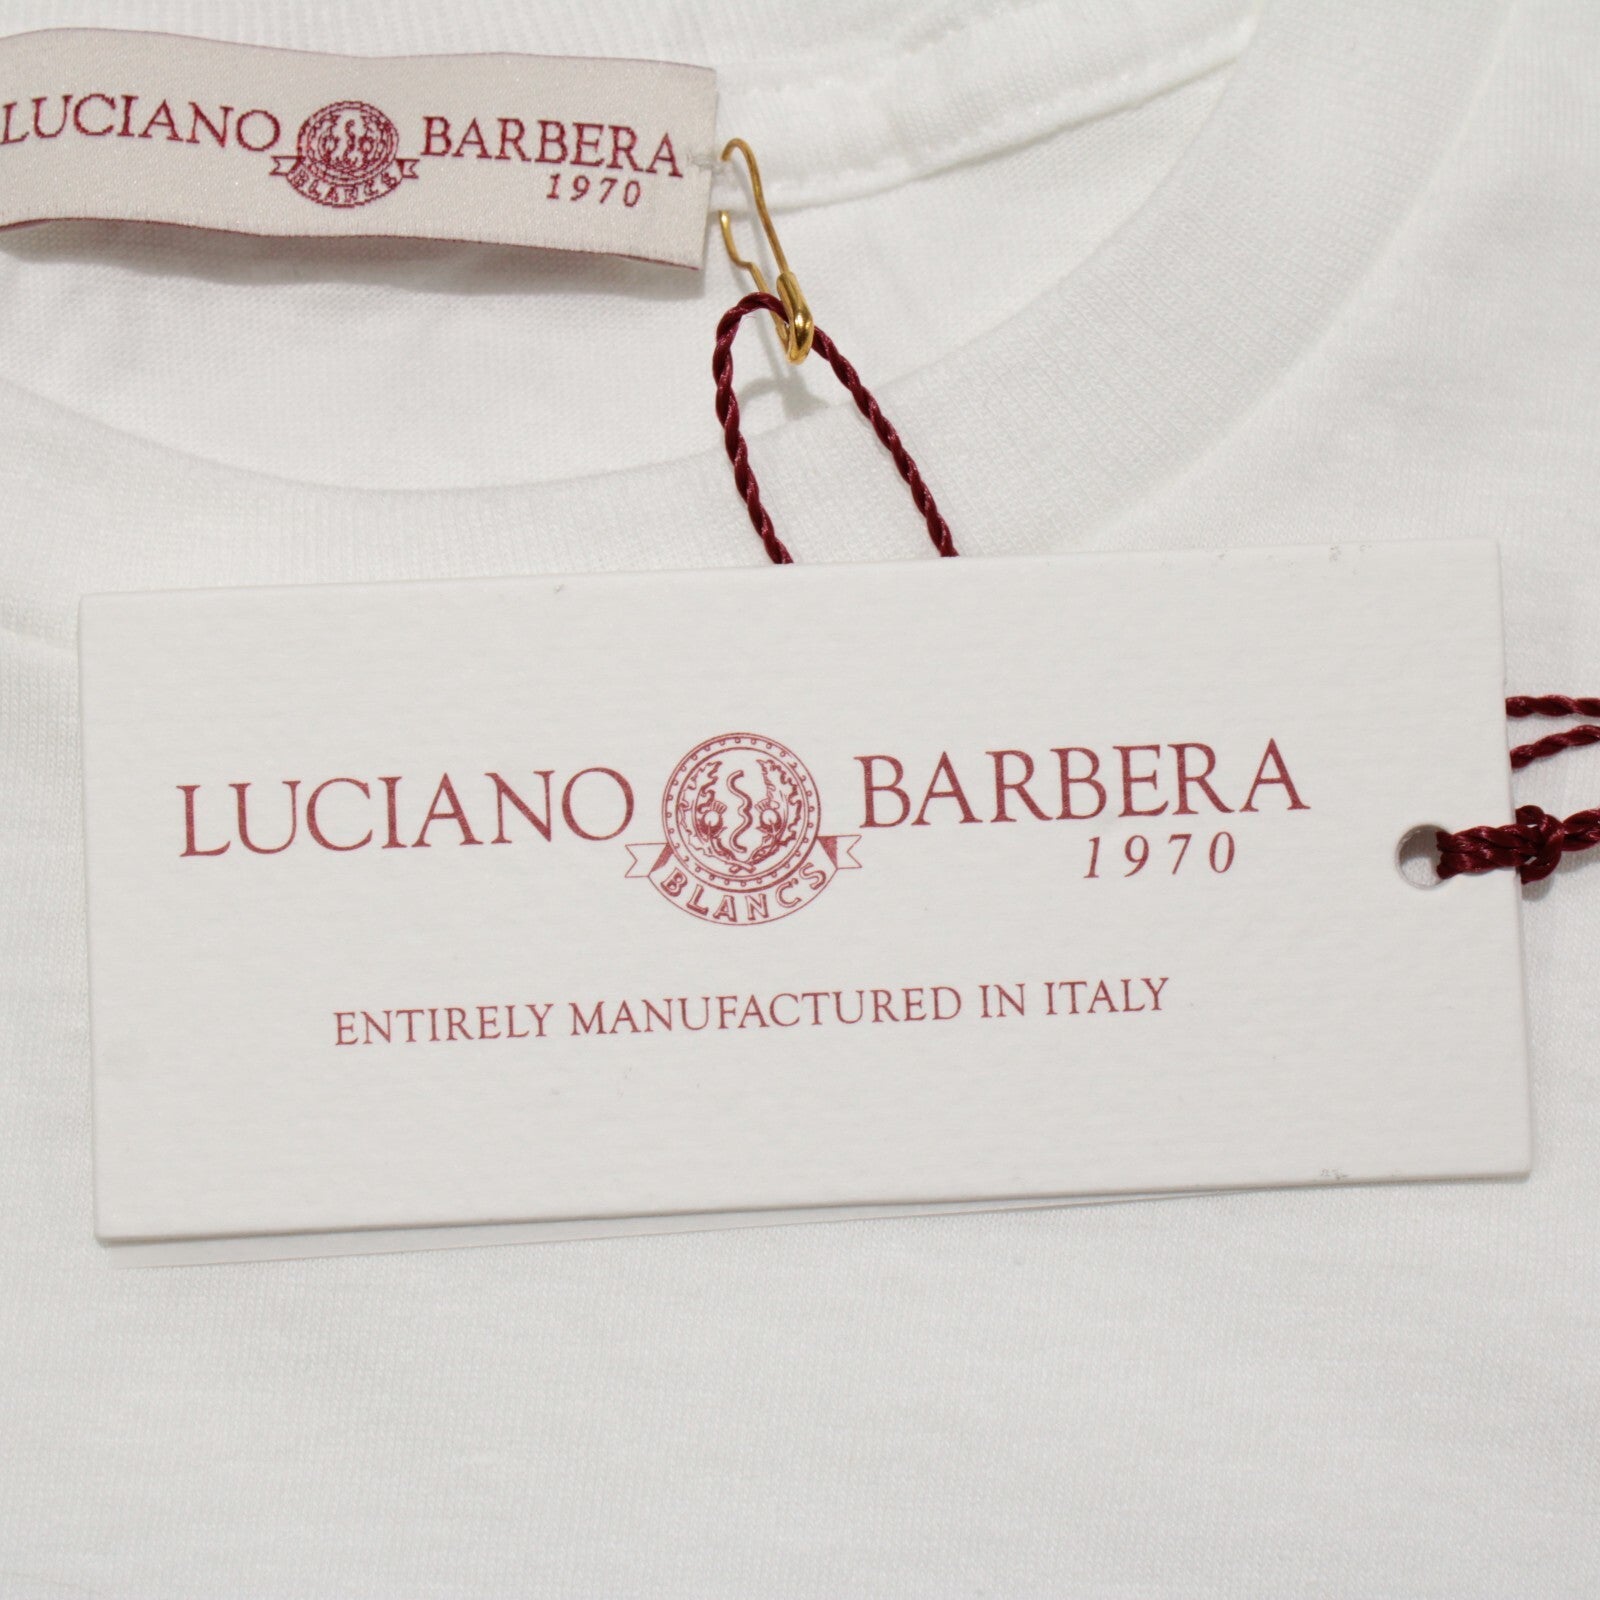 LUCIANO BARBERA
1970
LUCIANO BARBERA
1970
BLANCS
ENTIRELY MANUFACTURED IN ITALY